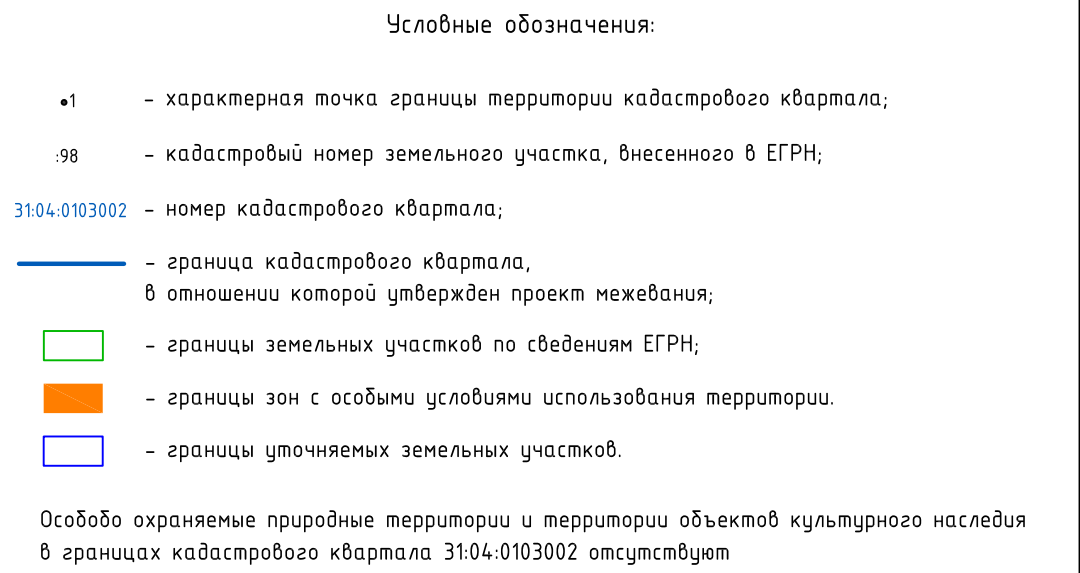 Условные обозначения:
•1 – характерная точка границы территории кадастрового квартала;
:98 – кадастровый номер земельного участка, внесенного в ЕГРН;
31:04:0103002 – номер кадастрового квартала;
– граница кадастрового квартала,
в отношении которой утвержден проект межевания;
– границы земельных участков по сведениям ЕГРН;
– границы зон с особыми условиями использования территории.
– границы уточняемых земельных участков.
Особобо охраняемые природные территории и территории объектов культурного наследия
в границах кадастрового квартала 31:04:0103002 отсутствуют